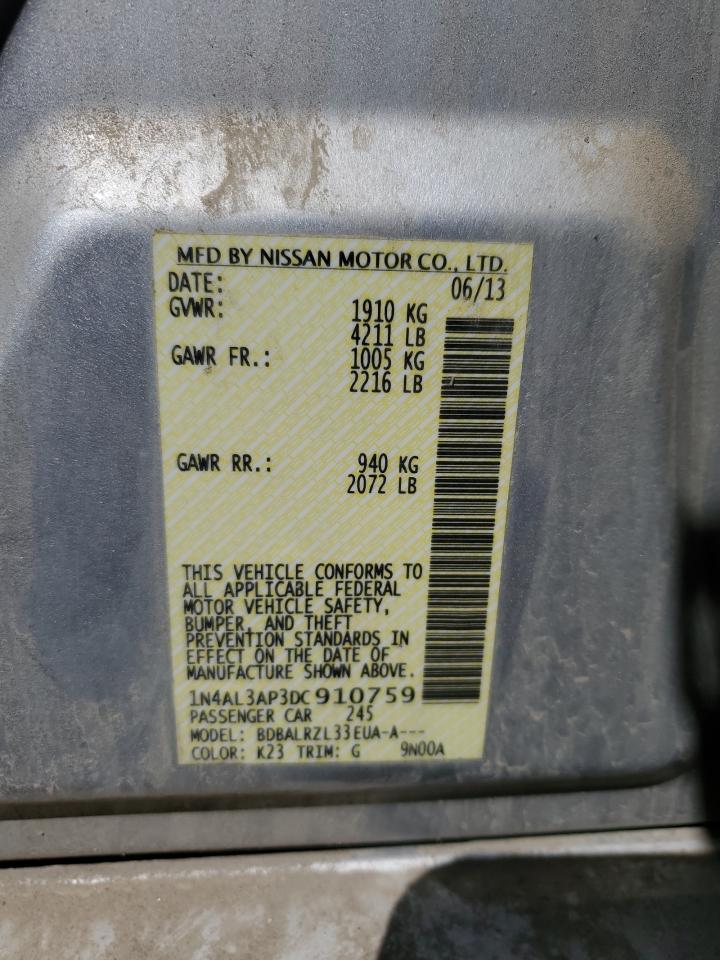 MFD BY NISSAN MOTOR CO., LTD.
DATE: 06/13
GVWR: 1910 KG
4211 LB
GAWR FR.: 1005 KG
2216 LB
GAWR RR.: 940 KG
2072 LB
THIS VEHICLE CONFORMS TO
ALL APPLICABLE FEDERAL
MOTOR VEHICLE SAFETY,
BUMPER, AND THEFT
PREVENTION STANDARDS IN
EFFECT ON THE DATE OF
MANUFACTURE SHOWN ABOVE.
1N4AL3AP3DC910759
PASSENGER CAR 245
MODEL: BDBALRZL33EUA-A---
COLOR: K23 TRIM: G 9N00A